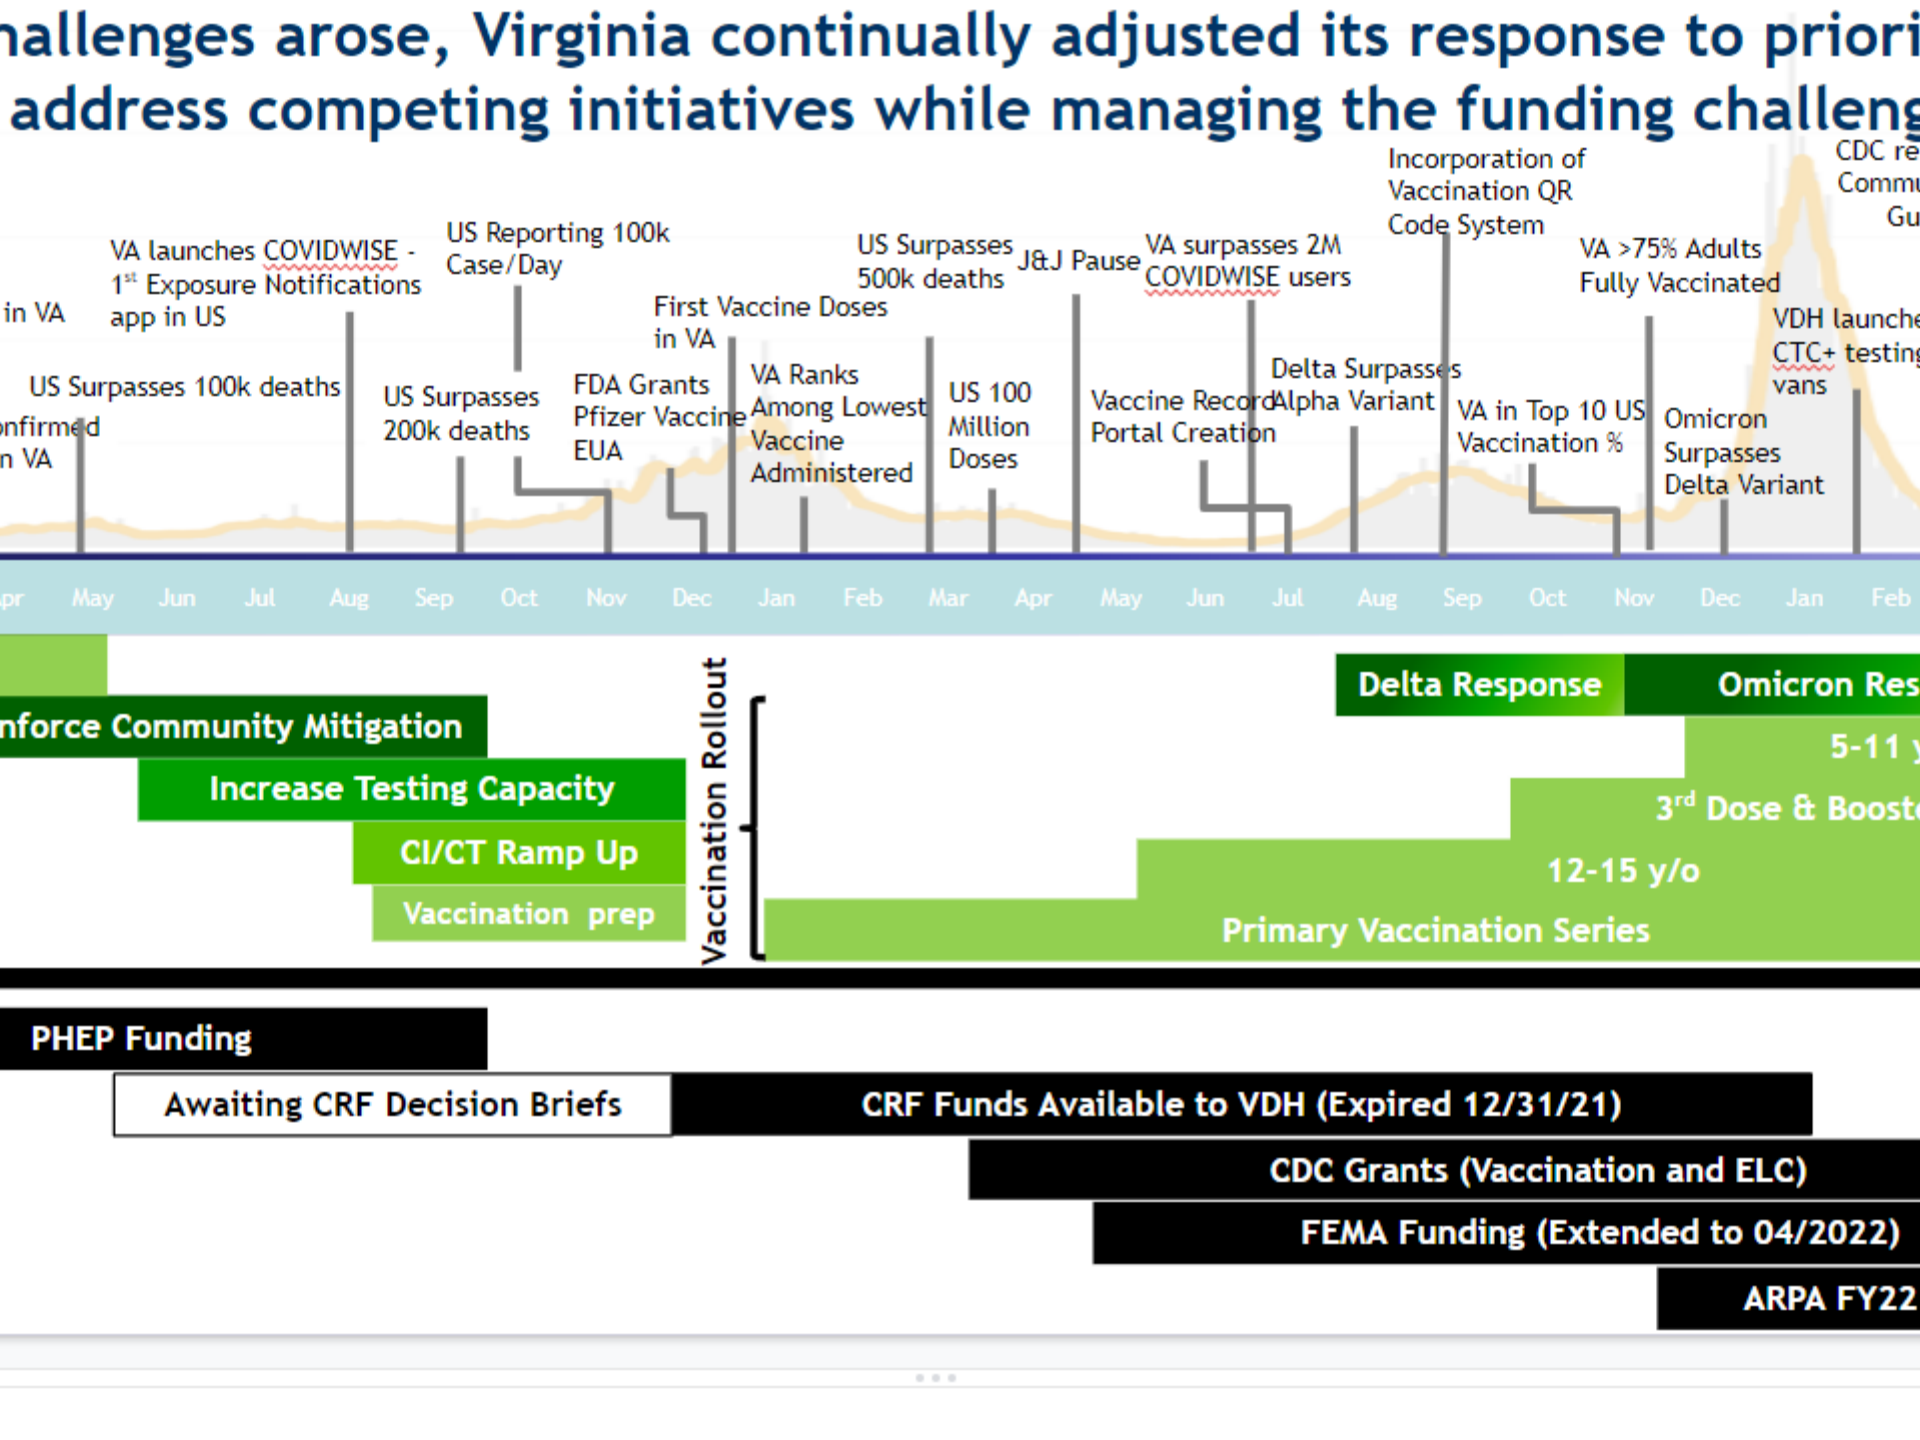 hallenges arose, Virginia continually adjusted its response to priori
address competing initiatives while managing the funding challeng
in VA
onfirmed
n VA
US Surpasses 100k deaths
VA launches COVIDWISE -
1st Exposure Notifications
app in US
US Surpasses
200k deaths
US Reporting 100k
Case/Day
FDA Grants
Pfizer Vaccine
EUA
First Vaccine Doses
in VA
VA Ranks
Among Lowest
Vaccine
Administered
US Surpasses
500k deaths
US 100
Million
Doses
J&J Pause
Vaccine Record
Portal Creation
VA surpasses 2M
COVIDWISE users
Delta Surpasses
Alpha Variant
Incorporation of
Vaccination QR
Code System
VA in Top 10 US
Vaccination %
VA >75% Adults
Fully Vaccinated
Omicron
Surpasses
Delta Variant
VDH launche
CTC+ testing
vans
CDC re
Commu
Gu
pr May Jun Jul Aug Sep Oct Nov Dec Jan Feb Mar Apr May Jun Jul Aug Sep Oct Nov Dec Jan Feb
nforce Community Mitigation
Increase Testing Capacity
CI/CT Ramp Up
Vaccination prep
Vaccination Rollout
Delta Response
Omicron Res
5-11 y
3rd Dose & Booste
12-15 y/o
Primary Vaccination Series
PHEP Funding
Awaiting CRF Decision Briefs
CRF Funds Available to VDH (Expired 12/31/21)
CDC Grants (Vaccination and ELC)
FEMA Funding (Extended to 04/2022)
ARPA FY22